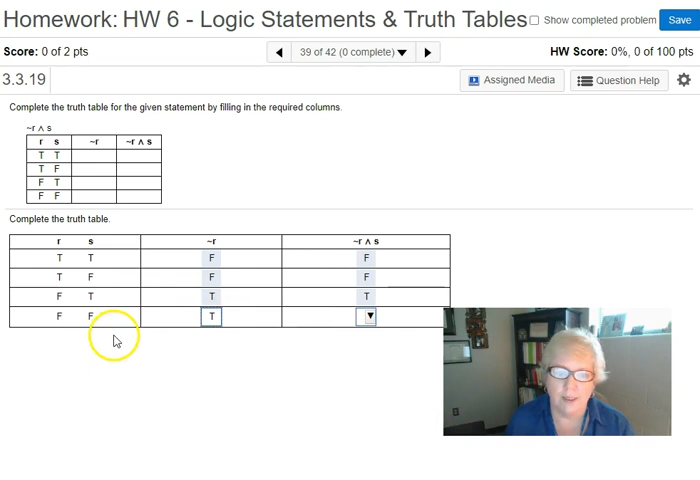 Homework: HW 6 - Logic Statements & Truth Tables
Show completed problem
Save
Score: 0 of 2 pts
39 of 42 (0 complete)
HW Score: 0%, 0 of 100 pts
3.3.19
Assigned Media
Question Help
Complete the truth table for the given statement by filling in the required columns.
~r ∧ s
r s ~r ~r ∧ s
T T
T F
F T
F F
Complete the truth table.
r s ~r ~r ∧ s
T T F F
T F F F
F T T T
F F T